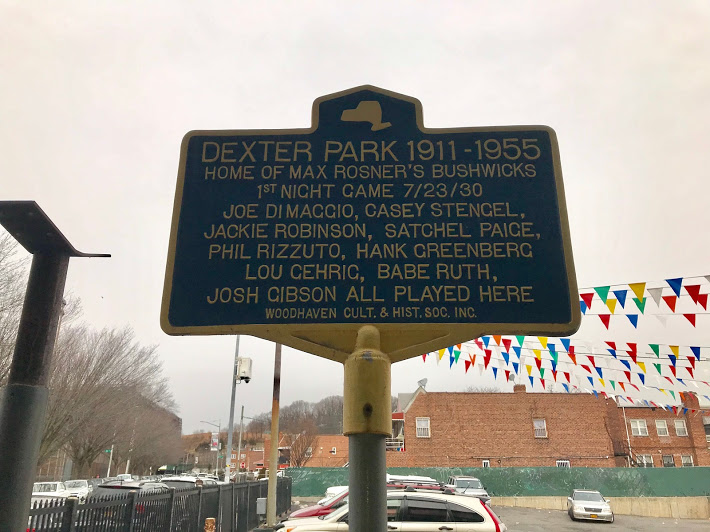 DEXTER PARK 1911-1955
HOME OF MAX ROSNER'S BUSHWICKS
1ST NIGHT GAME 7/23/30
JOE DI MAGGIO, CASEY STENGEL,
JACKIE ROBINSON, SATCHEL PAIGE,
PHIL RIZZUTO, HANK GREENBERG
LOU GEHRIG, BABE RUTH,
JOSH GIBSON ALL PLAYED HERE
WOODHAVEN CULT. & HIST. SOC. INC.